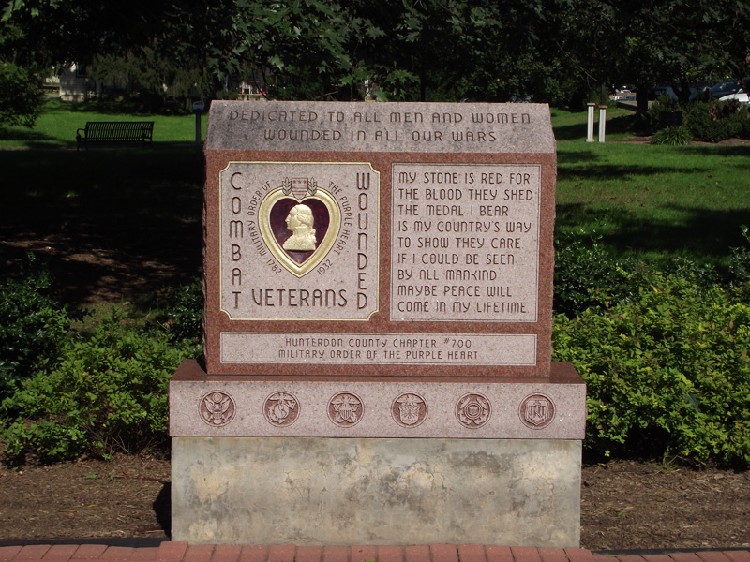 DEDICATED TO ALL MEN AND WOMEN
WOUNDED IN ALL OUR WARS
COMBAT
WOUNDED
VETERANS
MILITARY ORDER OF
THE PURPLE HEART
1782
1932
MY STONE IS RED FOR
THE BLOOD THEY SHED
THE MEDAL I BEAR
IS MY COUNTRY'S WAY
TO SHOW THEY CARE
IF I COULD BE SEEN
BY ALL MANKIND
MAYBE PEACE WILL
COME IN MY LIFETIME.
HUNTERDON COUNTY CHAPTER #700
MILITARY ORDER OF THE PURPLE HEART